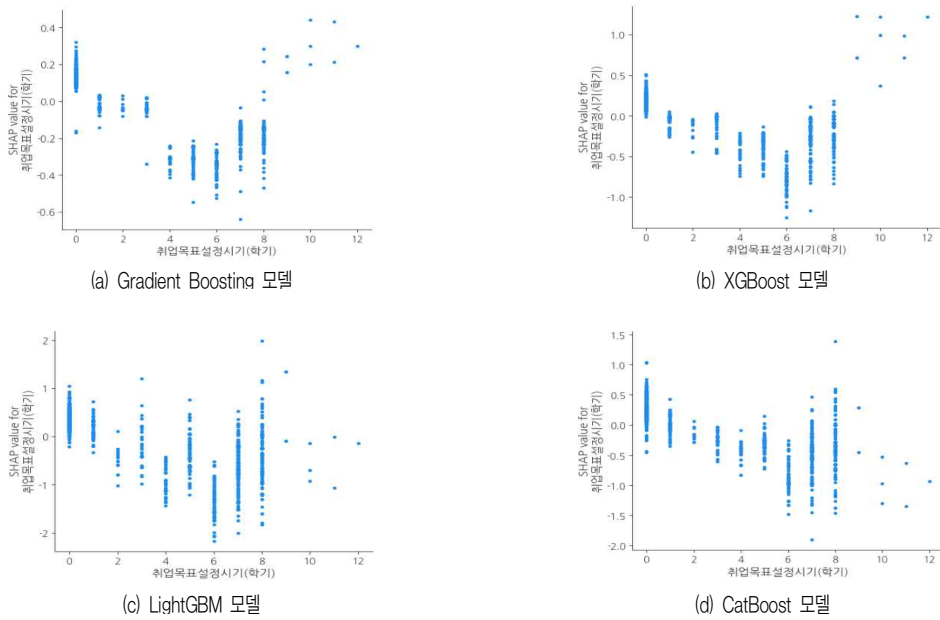 0.4
0.2
0.0
-0.2
-0.4
-0.6
SHAP value for
취업목표설정시기(학기)
0 2 4 6 8 10 12
취업목표설정시기(학기)
(a) Gradient Boosting 모델
1.0
0.5
0.0
-0.5
-1.0
SHAP value for
취업목표설정시기(학기)
0 2 4 6 8 10 12
취업목표설정시기(학기)
(b) XGBoost 모델
2
1
0
-1
-2
SHAP value for
취업목표설정시기(학기)
0 2 4 6 8 10 12
취업목표설정시기(학기)
(c) LightGBM 모델
1.5
1.0
0.5
0.0
-0.5
-1.0
-1.5
-2.0
SHAP value for
취업목표설정시기(학기)
0 2 4 6 8 10 12
취업목표설정시기(학기)
(d) CatBoost 모델